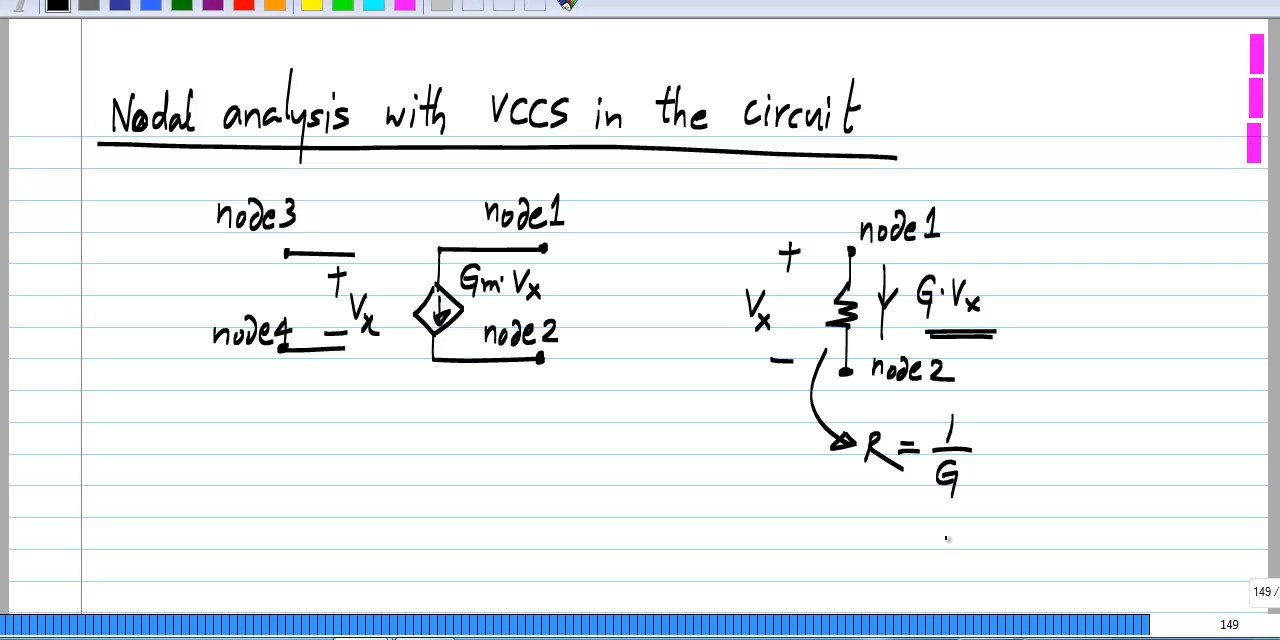 Nodal analysis with VCCS in the circuit
node3
node1
node1
+
Gm·Vx
+
Vx
G·Vx
Vx
node4
−
node2
−
node2
R = 1/G
149 /
149